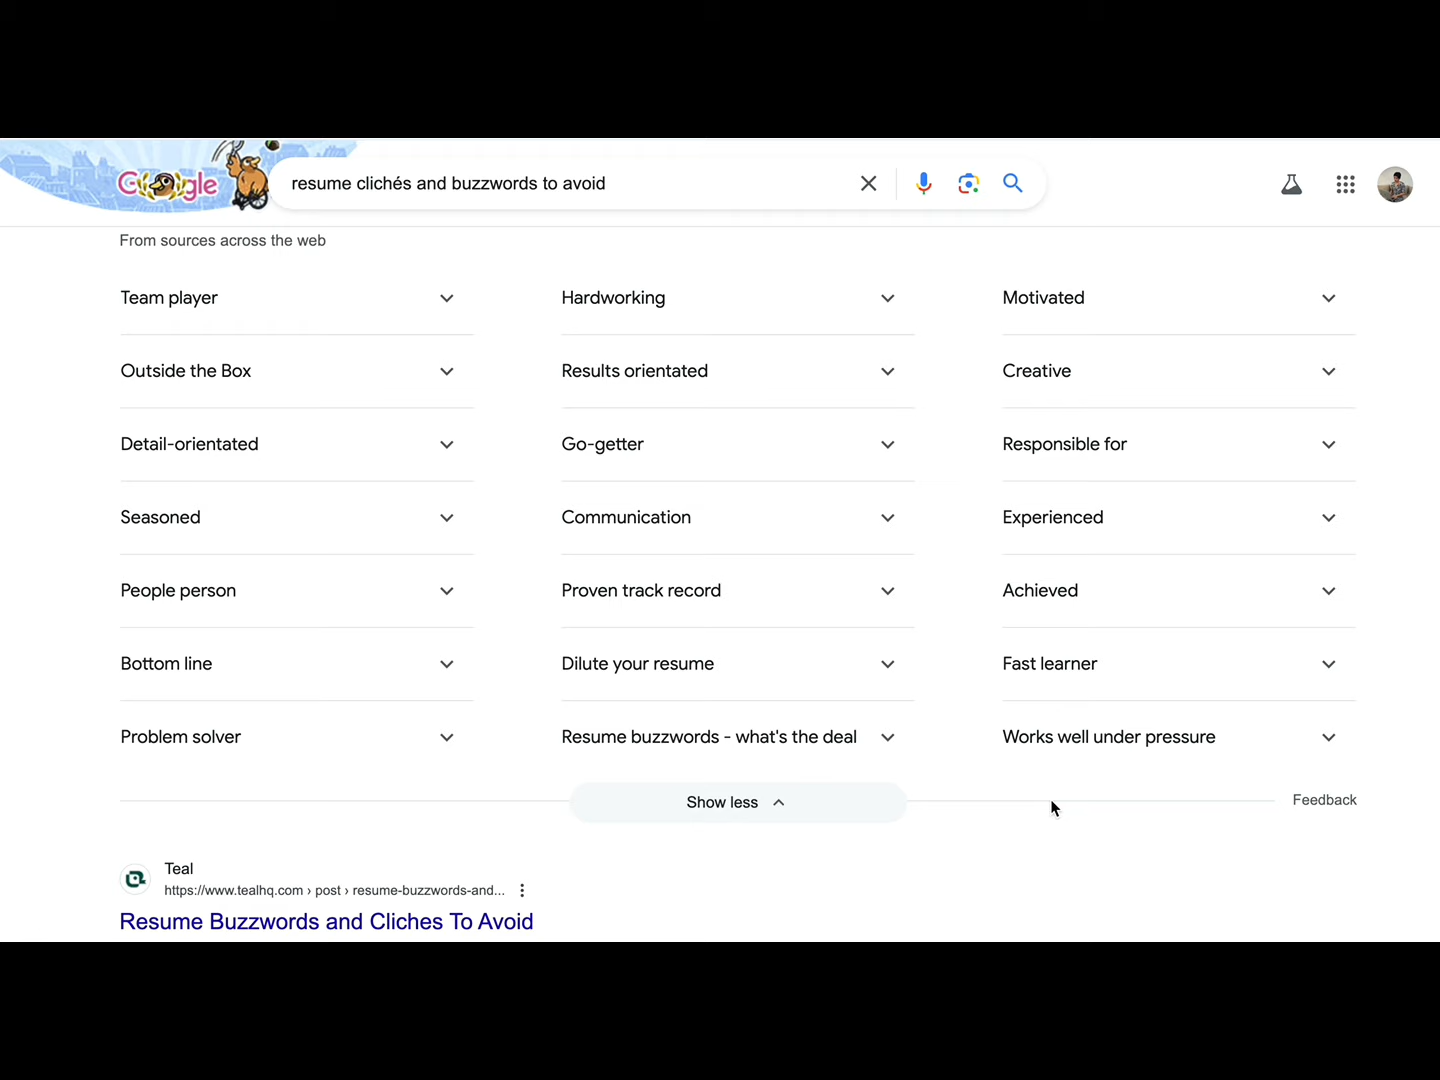 Google
resume clichés and buzzwords to avoid
From sources across the web
Team player
Hardworking
Motivated
Outside the Box
Results orientated
Creative
Detail-orientated
Go-getter
Responsible for
Seasoned
Communication
Experienced
People person
Proven track record
Achieved
Bottom line
Dilute your resume
Fast learner
Problem solver
Resume buzzwords - what's the deal
Works well under pressure
Show less
Feedback
Teal
https://www.tealhq.com › post › resume-buzzwords-and...
Resume Buzzwords and Cliches To Avoid